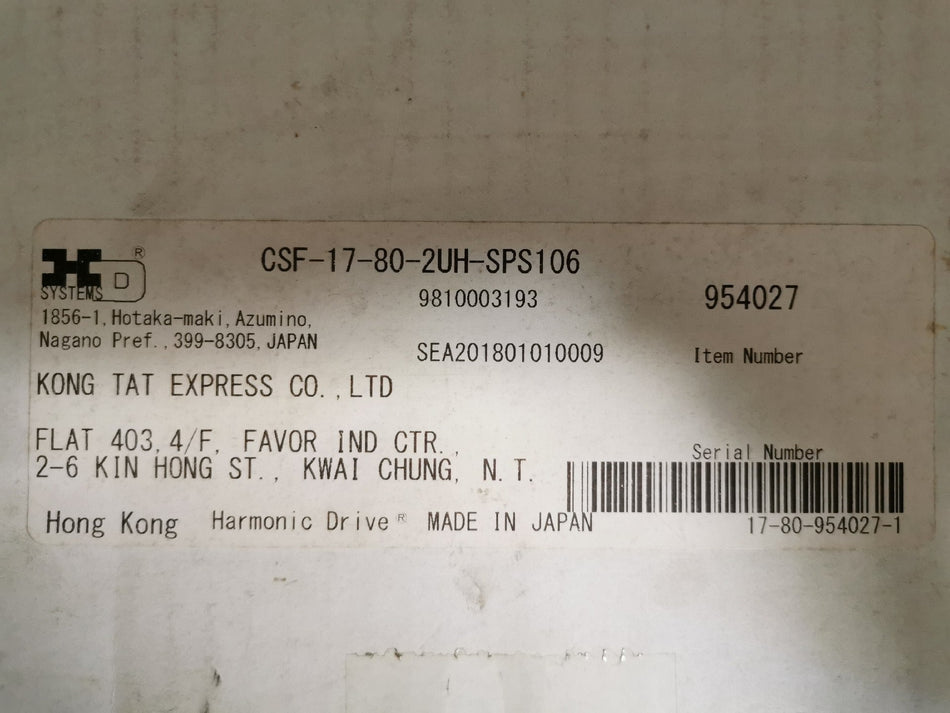 CSF-17-80-2UH-SPS106
HD®
SYSTEMS
9810003193
954027
1856-1, Hotaka-maki, Azumino,
Nagano Pref., 399-8305, JAPAN
SEA201801010009
Item Number
KONG TAT EXPRESS CO., LTD
FLAT 403, 4/F, FAVOR IND CTR.,
2-6 KIN HONG ST., KWAI CHUNG, N.T.
Serial Number
Hong Kong Harmonic Drive® MADE IN JAPAN
17-80-954027-1